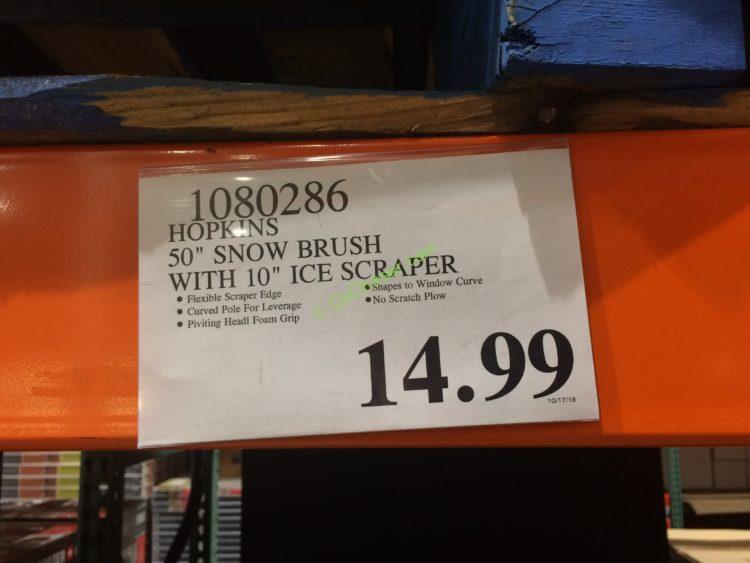 1080286
HOPKINS
50" SNOW BRUSH
WITH 10" ICE SCRAPER
• Flexible Scraper Edge
• Curved Pole For Leverage
• Piviting Headl Foam Grip
• Shapes to Window Curve
• No Scratch Plow
14.99
10/17/16